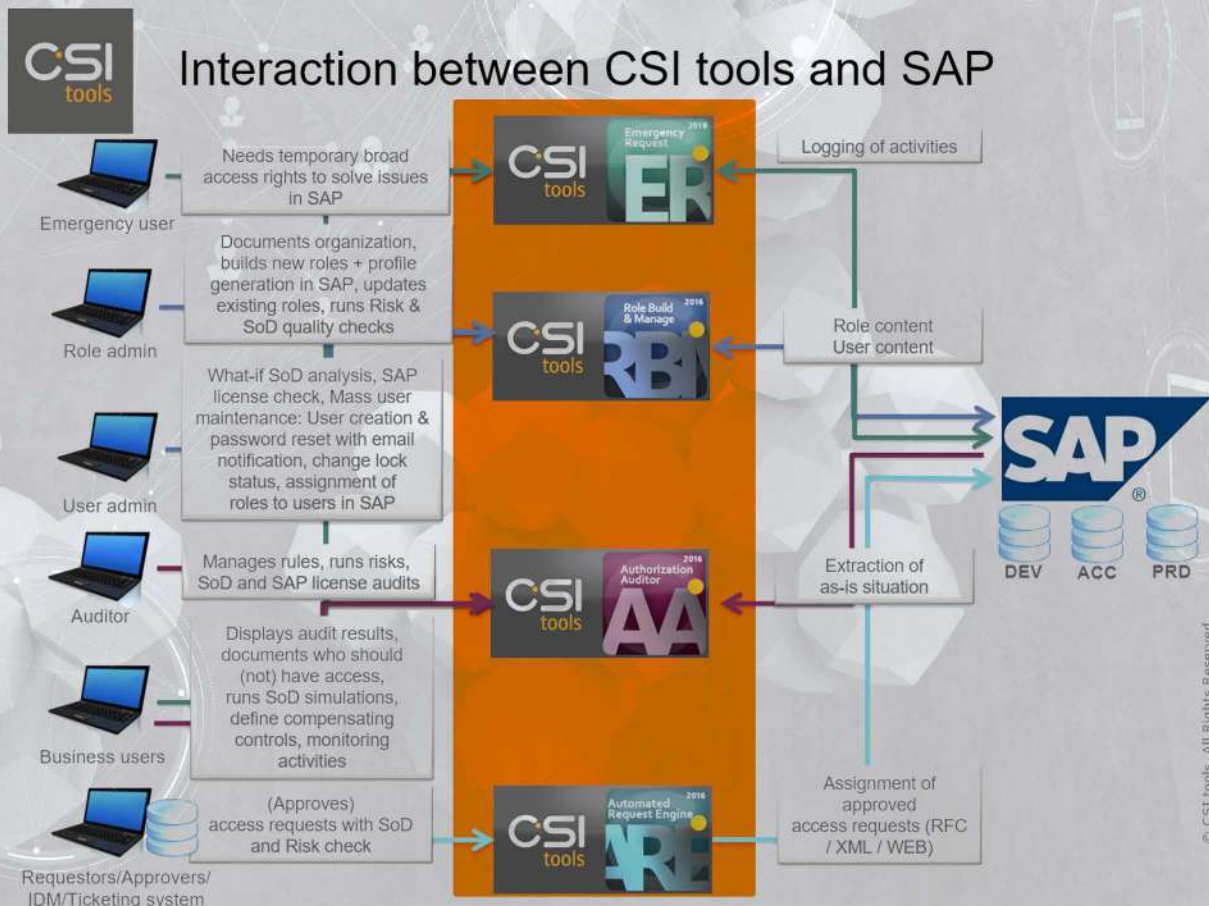 CSI
tools
Interaction between CSI tools and SAP
Emergency user
Needs temporary broad
access rights to solve issues
in SAP
CSI
tools
Emergency
Request
2018
ER
Logging of activities
Role admin
Documents organization,
builds new roles + profile
generation in SAP, updates
existing roles, runs Risk &
SoD quality checks
CSI
tools
Role Build
& Manage
2016
RBM
Role content
User content
User admin
What-if SoD analysis, SAP
license check, Mass user
maintenance: User creation &
password reset with email
notification, change lock
status, assignment of
roles to users in SAP
SAP
®
DEV ACC PRD
Auditor
Manages rules, runs risks,
SoD and SAP license audits
CSI
tools
Authorization
Auditor
2016
AA
Extraction of
as-is situation
Business users
Displays audit results,
documents who should
(not) have access,
runs SoD simulations,
define compensating
controls, monitoring
activities
Requestors/Approvers/
IDM/Ticketing system
(Approves)
access requests with SoD
and Risk check
CSI
tools
Automated
Request Engine
2016
ARE
Assignment of
approved
access requests (RFC
/ XML / WEB)
© CSI tools. All Rights Reserved